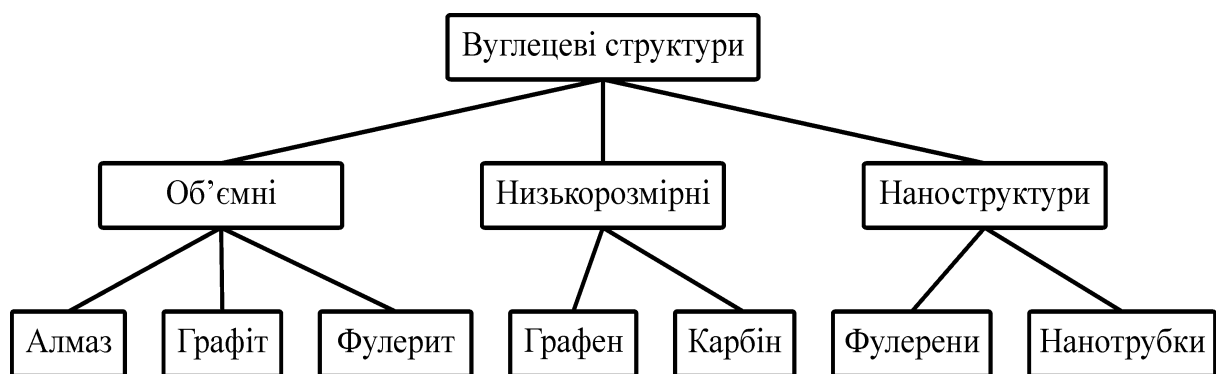 Вуглецеві структури
Об’ємні
Низькорозмірні
Наноструктури
Алмаз
Графіт
Фулерит
Графен
Карбін
Фулерени
Нанотрубки